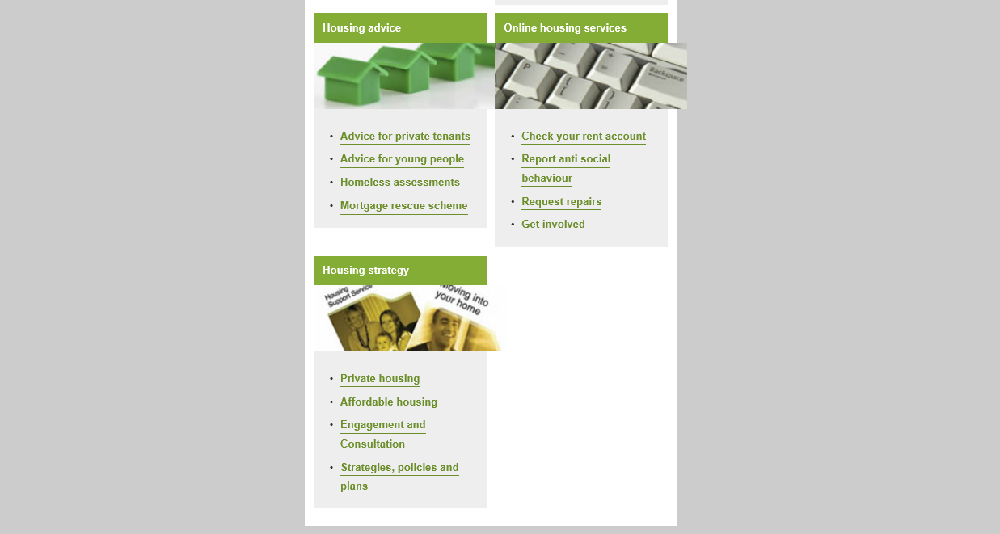 Housing advice
Online housing services
P
{
[
}
]
+
=
Backspace
Advice for private tenants
Advice for young people
Homeless assessments
Mortgage rescue scheme
Check your rent account
Report anti social
behaviour
Request repairs
Get involved
Housing strategy
Housing
Support Service
Moving into
your home
Private housing
Affordable housing
Engagement and
Consultation
Strategies, policies and
plans